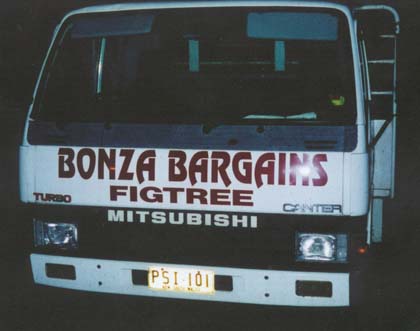 BONZA BARGAINS
FIGTREE
TURBO
CANTER
MITSUBISHI
PSI·101